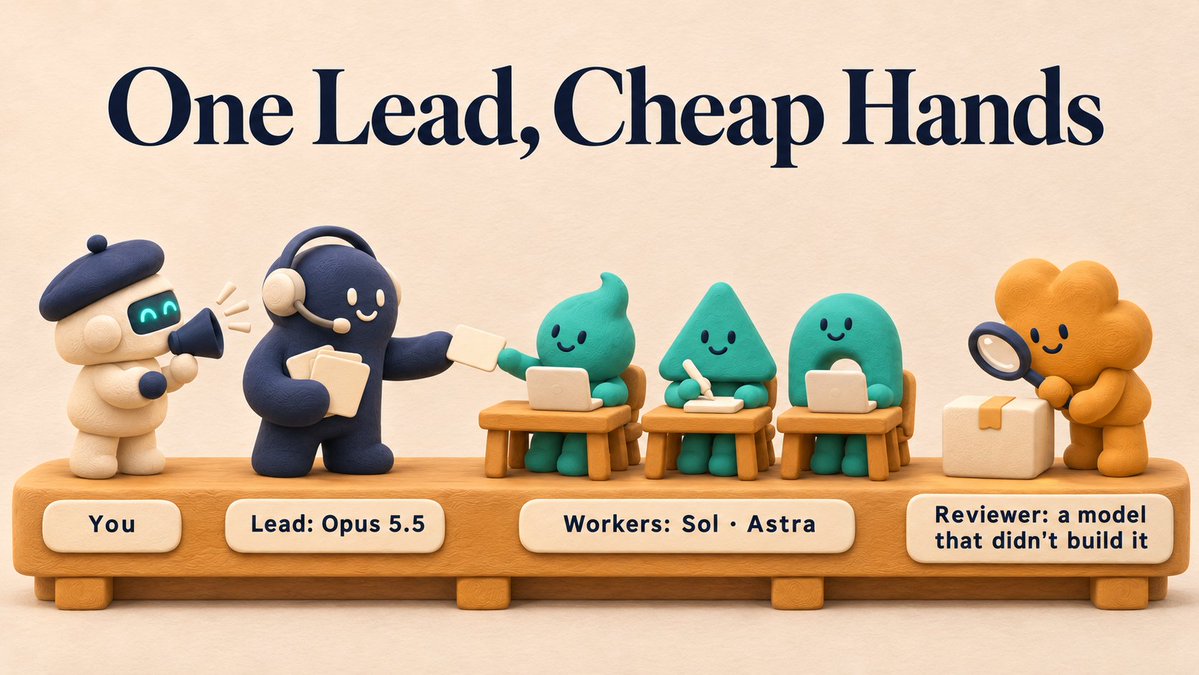 One Lead, Cheap Hands
You
Lead: Opus 5.5
Workers: Sol · Astra
Reviewer: a model
that didn't build it